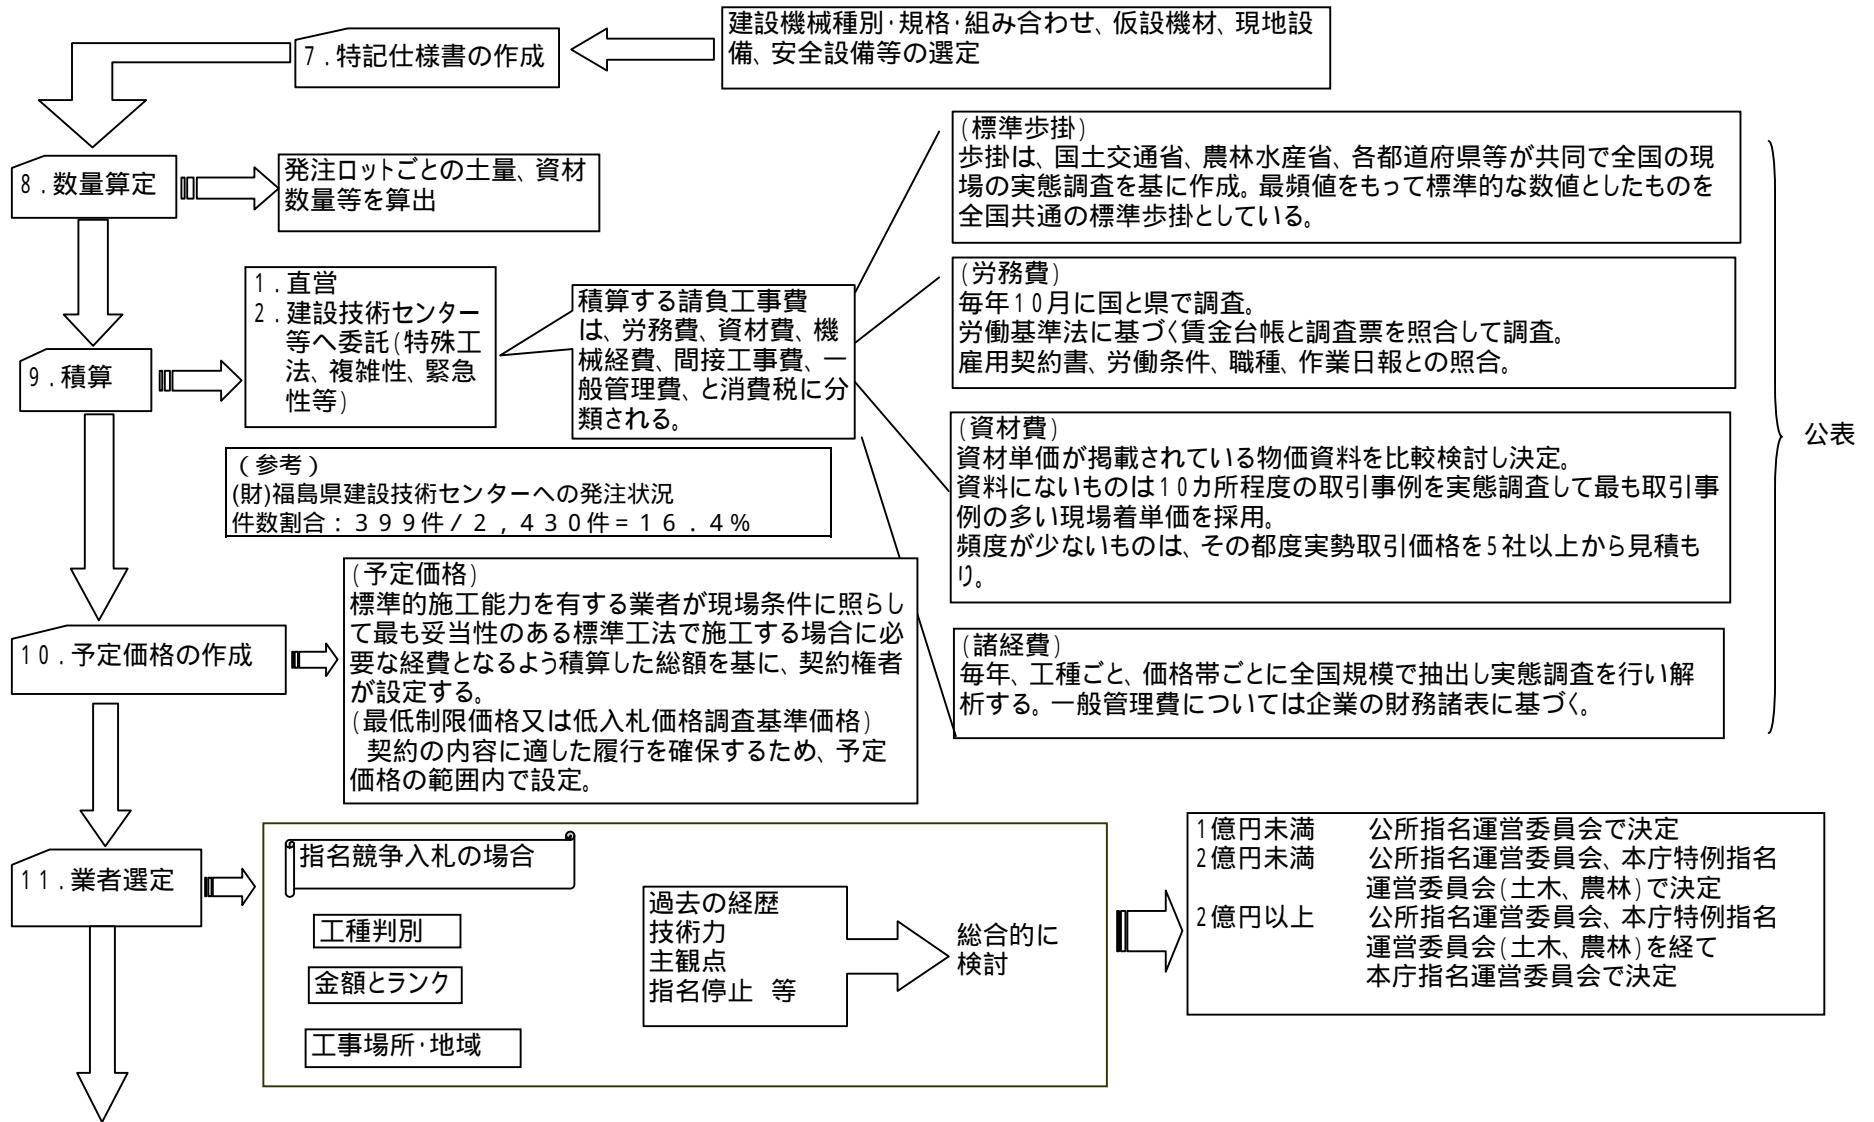 7.特記仕様書の作成
建設機械種別・規格・組み合わせ、仮設機材、現地設
備、安全設備等の選定
8.数量算定
発注ロットごとの土量、資材
数量等を算出
9.積算
1.直営
2.建設技術センター
等へ委託(特殊工
法、複雑性、緊急
性等)
積算する請負工事費
は、労務費、資材費、機
械経費、間接工事費、一
般管理費、と消費税に分
類される。
(標準歩掛)
歩掛は、国土交通省、農林水産省、各都道府県等が共同で全国の現
場の実態調査を基に作成。最頻値をもって標準的な数値としたものを
全国共通の標準歩掛としている。
(労務費)
毎年10月に国と県で調査。
労働基準法に基づく賃金台帳と調査票を照合して調査。
雇用契約書、労働条件、職種、作業日報との照合。
(資材費)
資材単価が掲載されている物価資料を比較検討し決定。
資料にないものは10カ所程度の取引事例を実態調査して最も取引事
例の多い現場着単価を採用。
頻度が少ないものは、その都度実勢取引価格を5社以上から見積も
り。
(諸経費)
毎年、工種ごと、価格帯ごとに全国規模で抽出し実態調査を行い解
析する。一般管理費については企業の財務諸表に基づく。
公表
(参考)
(財)福島県建設技術センターへの発注状況
件数割合:399件/2,430件=16.4%
10.予定価格の作成
(予定価格)
標準的施工能力を有する業者が現場条件に照らし
て最も妥当性のある標準工法で施工する場合に必
要な経費となるよう積算した総額を基に、契約権者
が設定する。
(最低制限価格又は低入札価格調査基準価格)
契約の内容に適した履行を確保するため、予定
価格の範囲内で設定。
11.業者選定
指名競争入札の場合
工種判別
金額とランク
工事場所・地域
過去の経歴
技術力
主観点
指名停止 等
総合的に
検討
1億円未満 公所指名運営委員会で決定
2億円未満 公所指名運営委員会、本庁特例指名
運営委員会(土木、農林)で決定
2億円以上 公所指名運営委員会、本庁特例指名
運営委員会(土木、農林)を経て
本庁指名運営委員会で決定